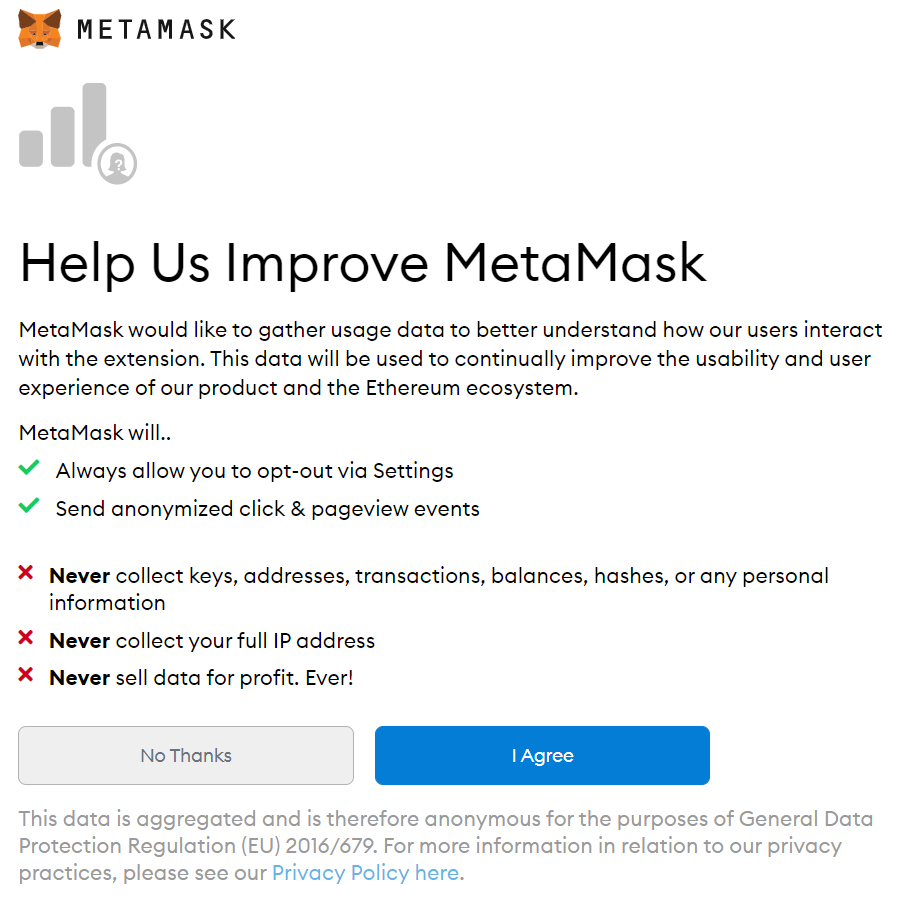 METAMASK
?
Help Us Improve MetaMask
MetaMask would like to gather usage data to better understand how our users interact
with the extension. This data will be used to continually improve the usability and user
experience of our product and the Ethereum ecosystem.
MetaMask will..
Always allow you to opt-out via Settings
Send anonymized click & pageview events
Never collect keys, addresses, transactions, balances, hashes, or any personal
information
Never collect your full IP address
Never sell data for profit. Ever!
No Thanks
I Agree
This data is aggregated and is therefore anonymous for the purposes of General Data
Protection Regulation (EU) 2016/679. For more information in relation to our privacy
practices, please see our Privacy Policy here.